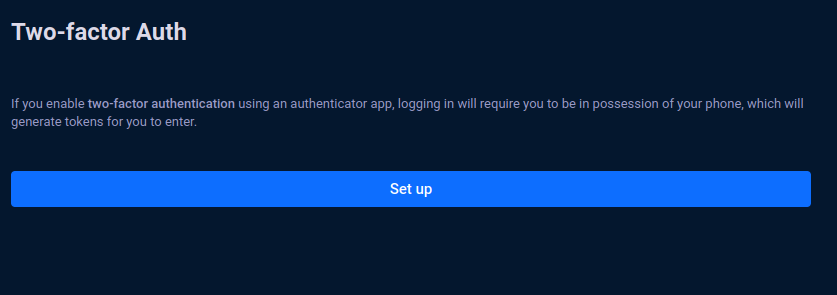 Two-factor Auth
If you enable two-factor authentication using an authenticator app, logging in will require you to be in possession of your phone, which will
generate tokens for you to enter.
Set up